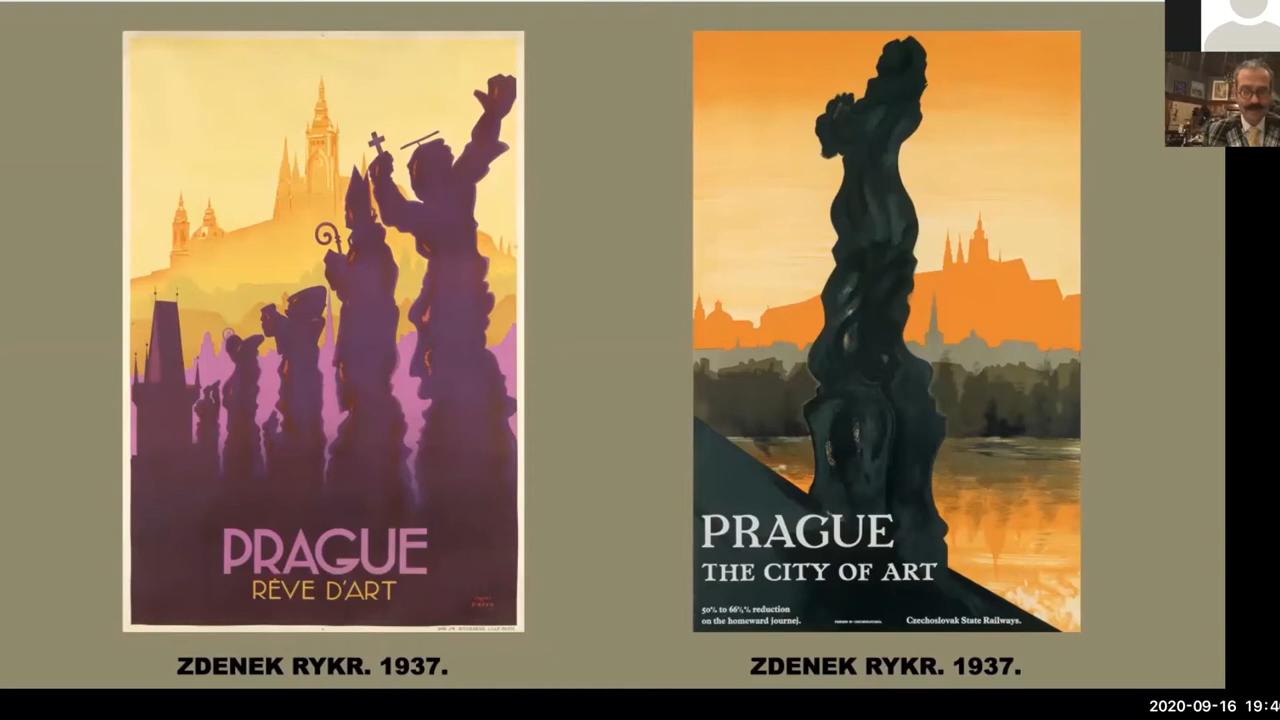 PRAGUE
RÊVE D'ART
PRAGUE
THE CITY OF ART
50% to 66⅔% reduction
on the homeward journej.
Czechoslovak State Railways.
ZDENEK RYKR. 1937.
ZDENEK RYKR. 1937.
2020-09-16 19:4